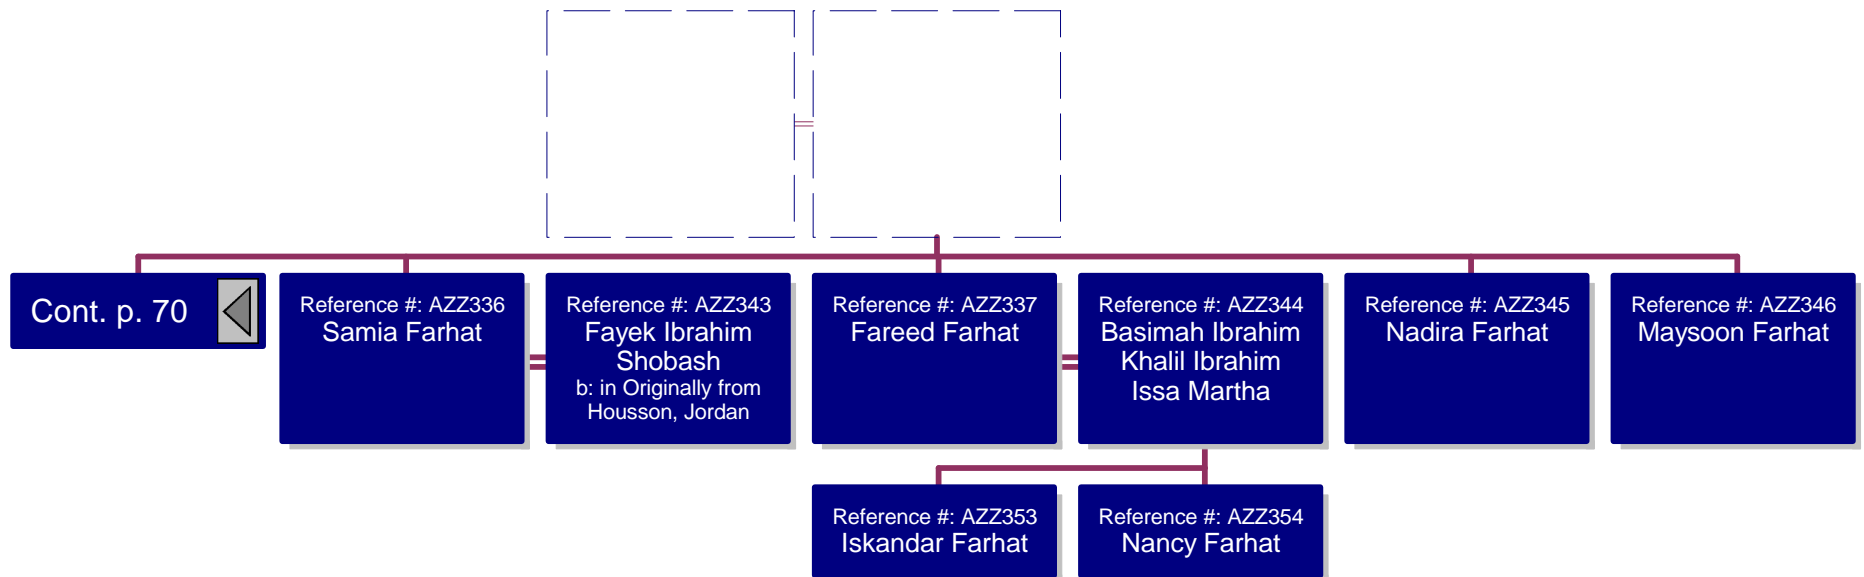 Cont. p. 70
Reference #: AZZ336
Samia Farhat
Reference #: AZZ343
Fayek Ibrahim
Shobash
b: in Originally from
Housson, Jordan
Reference #: AZZ337
Fareed Farhat
Reference #: AZZ344
Basimah Ibrahim
Khalil Ibrahim
Issa Martha
Reference #: AZZ345
Nadira Farhat
Reference #: AZZ346
Maysoon Farhat
Reference #: AZZ353
Iskandar Farhat
Reference #: AZZ354
Nancy Farhat